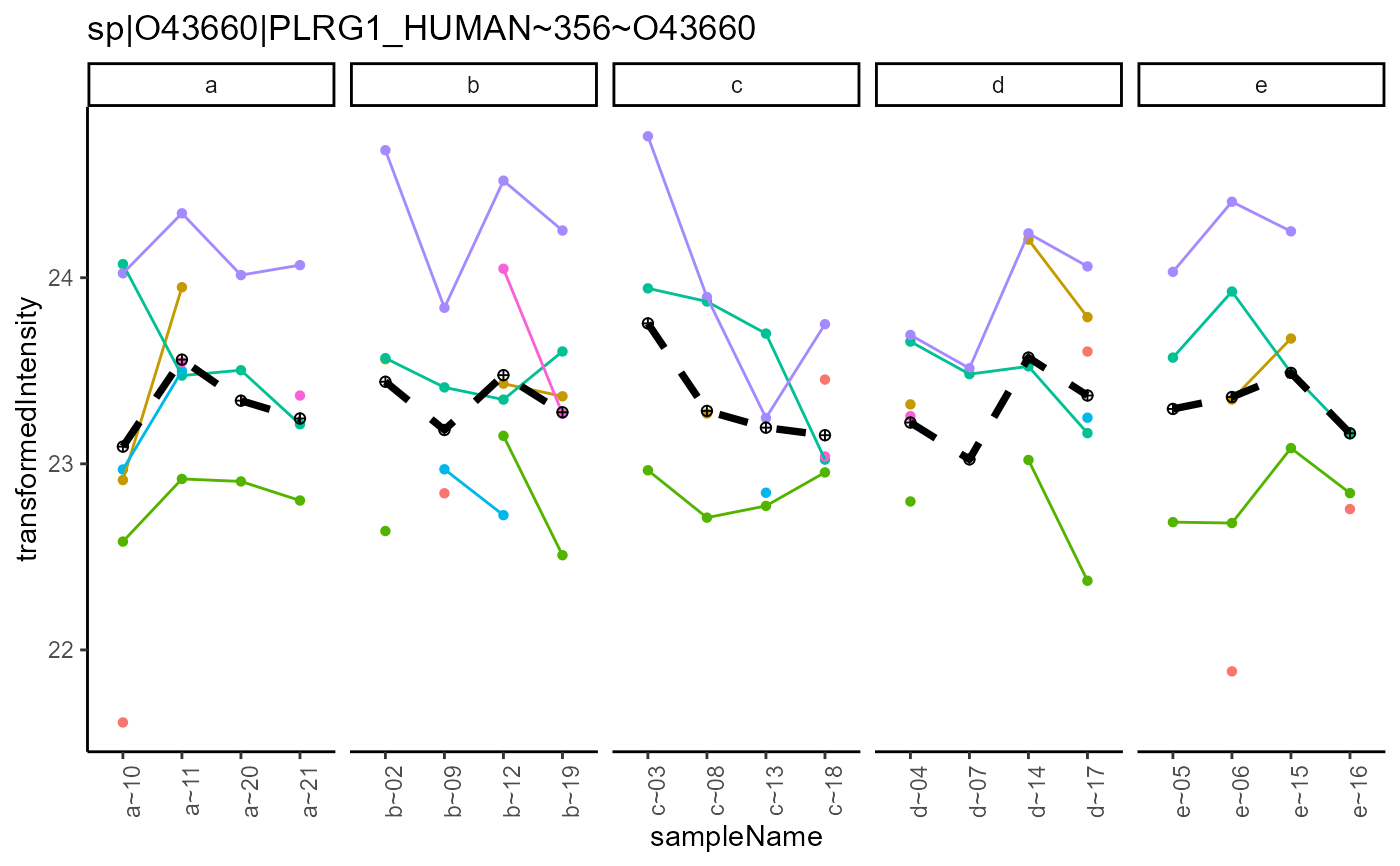 sp|O43660|PLRG1_HUMAN~356~O43660
a b c d e
transformedIntensity
24
23
22
a~10 a~11 a~20 a~21 b~02 b~09 b~12 b~19 c~03 c~08 c~13 c~18 d~04 d~07 d~14 d~17 e~05 e~06 e~15 e~16
sampleName